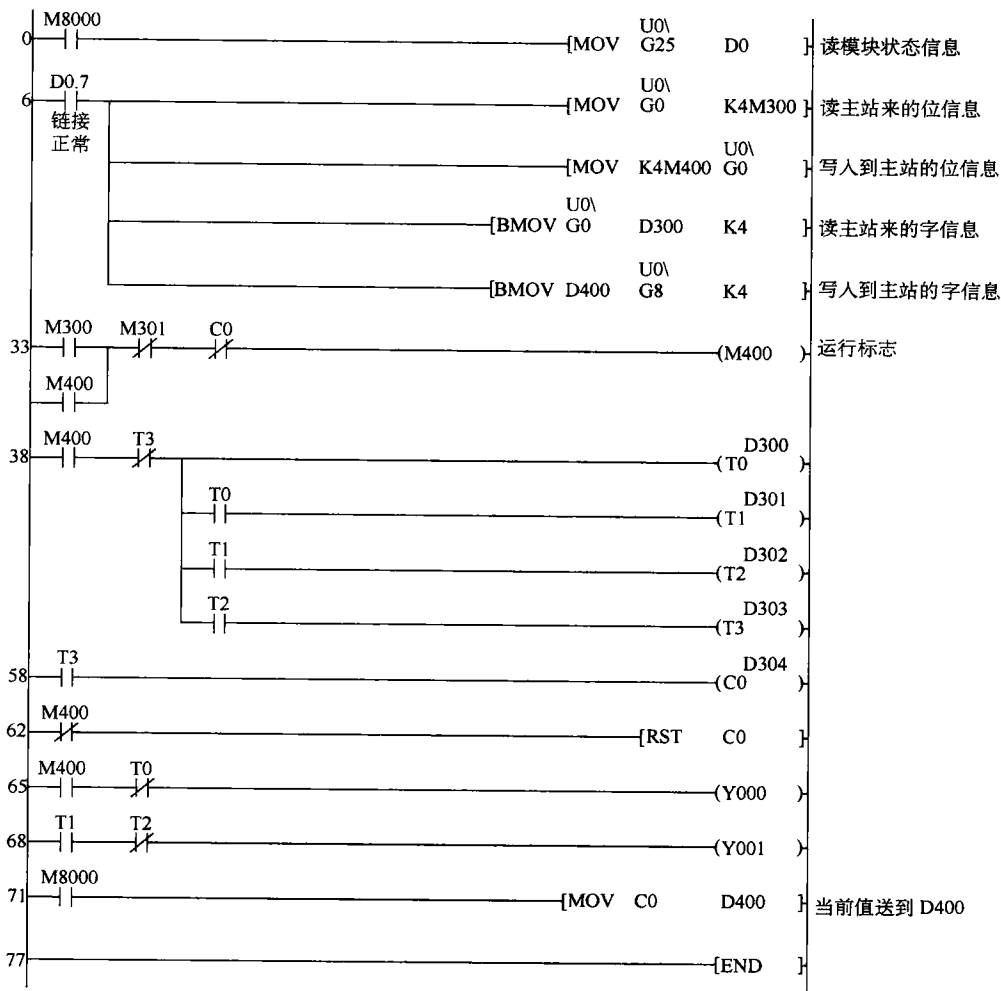 M8000
0 [MOV U0\G25 D0 ] 读模块状态信息
D0.7
6 [MOV U0\G0 K4M300 ] 读主站来的位信息
链接
正常
[MOV K4M400 U0\G0 ] 写人到主站的位信息
[BMOV U0\G0 D300 K4 ] 读主站来的字信息
[BMOV D400 U0\G8 K4 ] 写人到主站的字信息
M300 M301 C0
33 (M400 ) 运行标志
M400
M400 T3 D300
38 (T0 )
T0 D301
(T1 )
T1 D302
(T2 )
T2 D303
(T3 )
T3 D304
58 (C0 )
M400
62 [RST C0 ]
M400 T0
65 (Y000 )
T1 T2
68 (Y001 )
M8000
71 [MOV C0 D400 ] 当前值送到 D400
77 [END ]